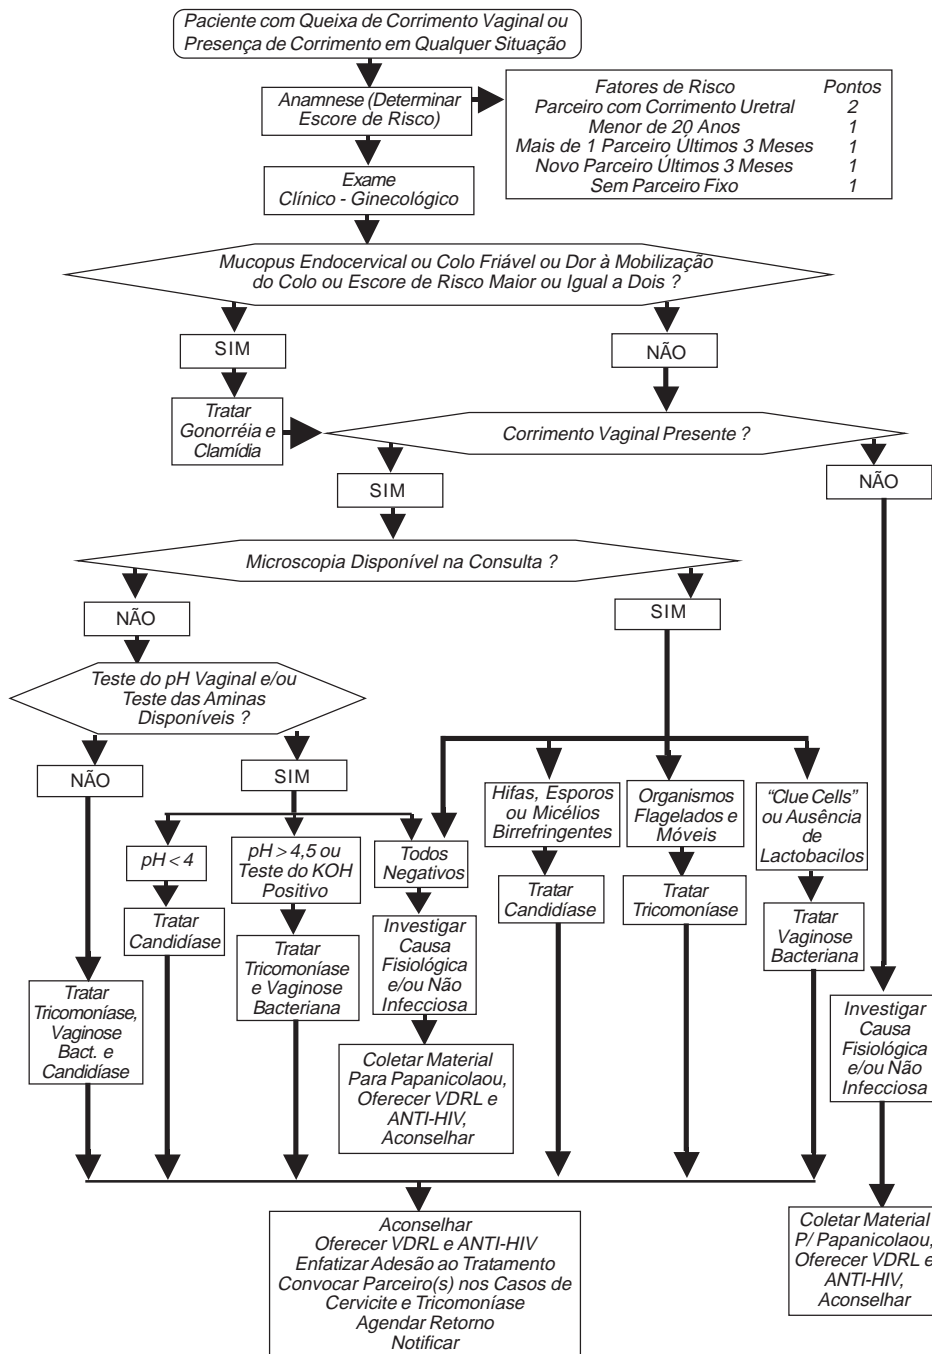 Paciente com Queixa de Corrimento Vaginal ou
Presença de Corrimento em Qualquer Situação
Anamnese (Determinar
Escore de Risco)
Fatores de Risco Pontos
Parceiro com Corrimento Uretral 2
Menor de 20 Anos 1
Mais de 1 Parceiro Últimos 3 Meses 1
Novo Parceiro Últimos 3 Meses 1
Sem Parceiro Fixo 1
Exame
Clínico - Ginecológico
Mucopus Endocervical ou Colo Friável ou Dor à Mobilização
do Colo ou Escore de Risco Maior ou Igual a Dois ?
SIM
NÃO
Tratar
Gonorréia e
Clamídia
Corrimento Vaginal Presente ?
SIM
NÃO
Microscopia Disponível na Consulta ?
NÃO
SIM
Teste do pH Vaginal e/ou
Teste das Aminas
Disponíveis ?
NÃO
SIM
pH < 4
pH > 4,5 ou
Teste do KOH
Positivo
Todos
Negativos
Hifas, Esporos
ou Micélios
Birrefringentes
Organismos
Flagelados e
Móveis
“Clue Cells”
ou Ausência
de
Lactobacilos
Tratar
Candidíase
Tratar
Tricomoníase
e Vaginose
Bacteriana
Investigar
Causa
Fisiológica
e/ou Não
Infecciosa
Tratar
Candidíase
Tratar
Tricomoníase
Tratar
Vaginose
Bacteriana
Tratar
Tricomoníase,
Vaginose
Bact. e
Candidíase
Coletar Material
Para Papanicolaou,
Oferecer VDRL e
ANTI-HIV,
Aconselhar
Investigar
Causa
Fisiológica
e/ou Não
Infecciosa
Aconselhar
Oferecer VDRL e ANTI-HIV
Enfatizar Adesão ao Tratamento
Convocar Parceiro(s) nos Casos de
Cervicite e Tricomoníase
Agendar Retorno
Notificar
Coletar Material
P/ Papanicolaou,
Oferecer VDRL e
ANTI-HIV,
Aconselhar